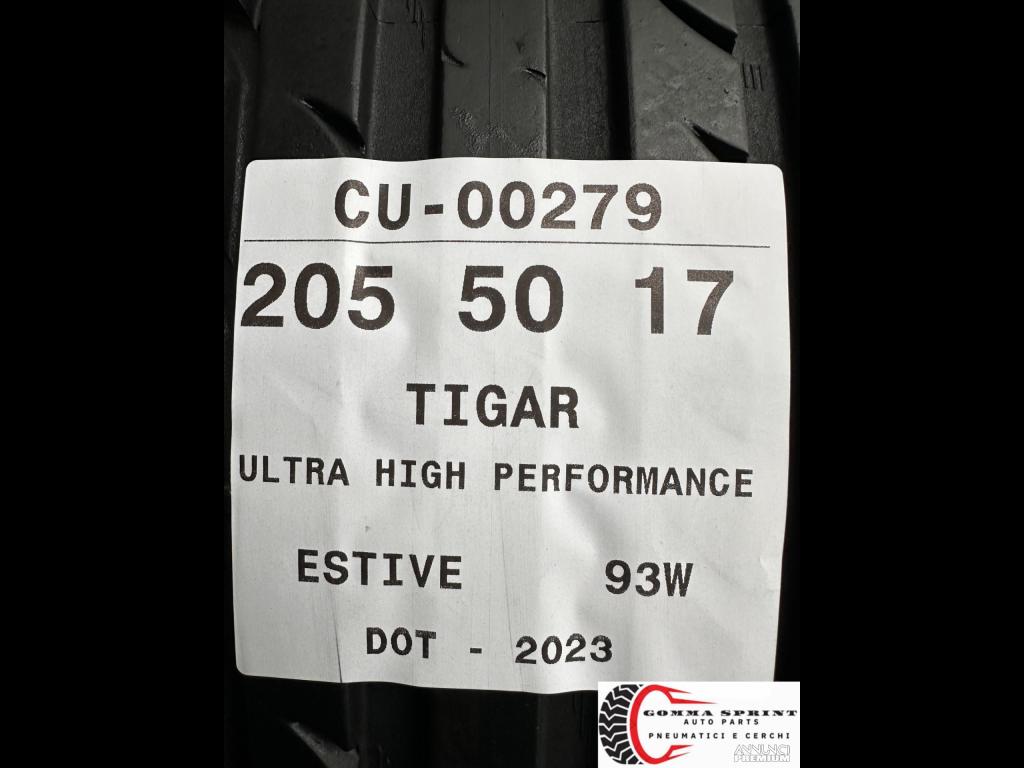 CU-00279
205 50 17
TIGAR
ULTRA HIGH PERFORMANCE
ESTIVE 93W
DOT - 2023
GOMMA SPRINT
AUTO PARTS
PNEUMATICI E CERCHI
ANNUNCI
PREMIUM